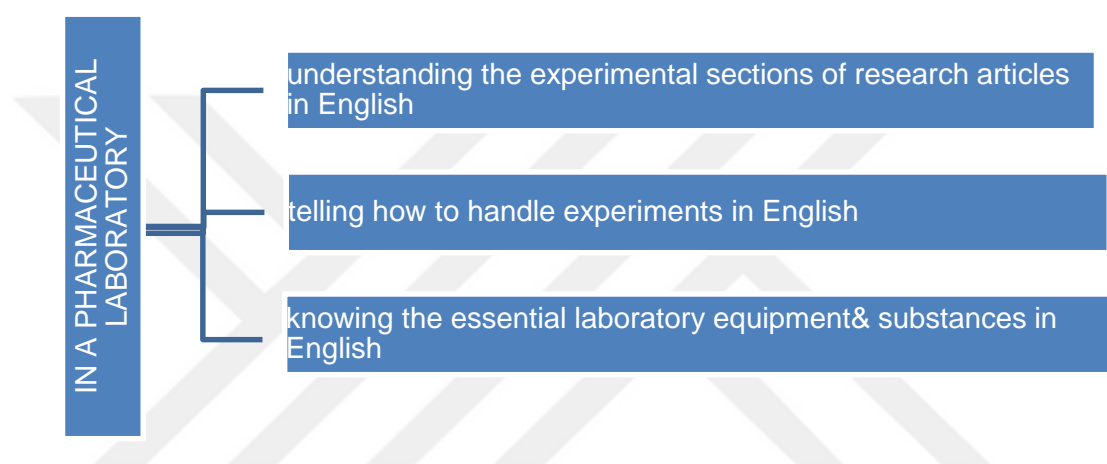 IN A PHARMACEUTICAL
LABORATORY
understanding the experimental sections of research articles
in English
telling how to handle experiments in English
knowing the essential laboratory equipment& substances in
English